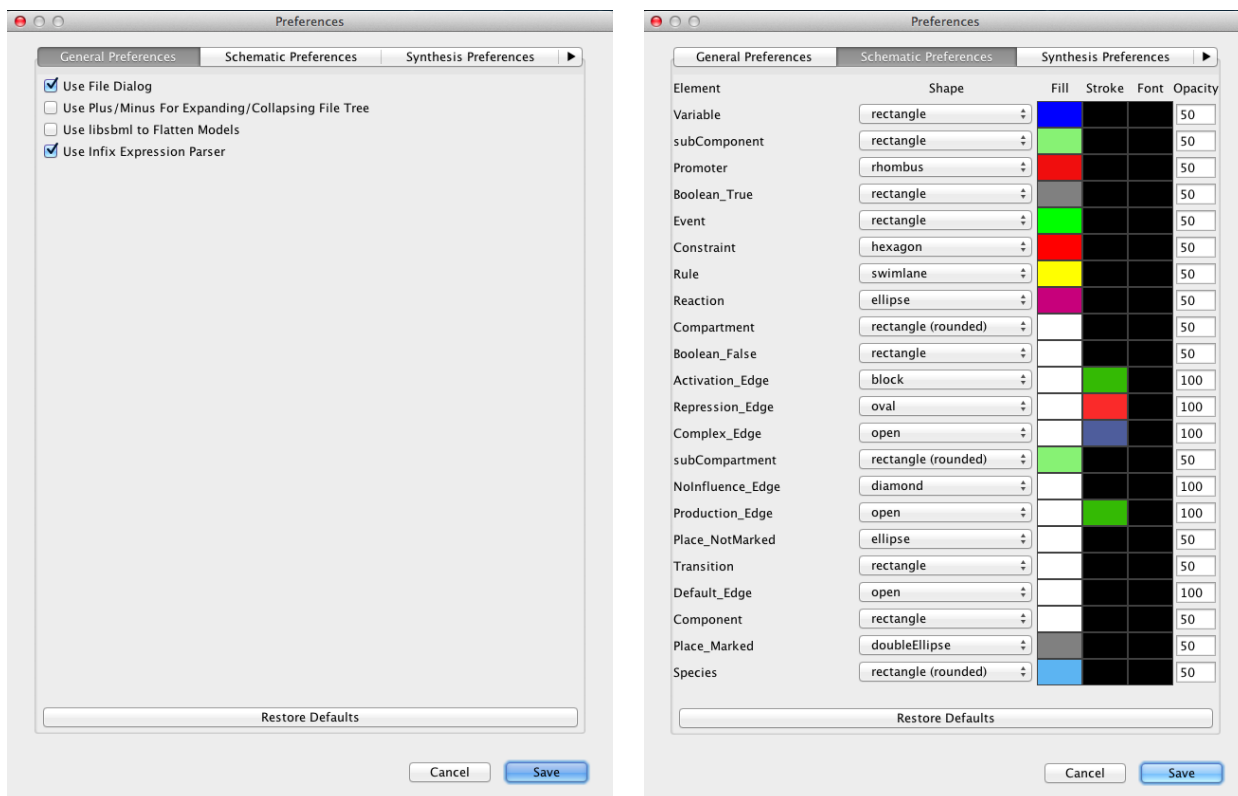 Preferences
General Preferences Schematic Preferences Synthesis Preferences
Use File Dialog
Use Plus/Minus For Expanding/Collapsing File Tree
Use libsbml to Flatten Models
Use Infix Expression Parser
Restore Defaults
Cancel Save
Preferences
General Preferences Schematic Preferences Synthesis Preferences
Element Shape Fill Stroke Font Opacity
Variable rectangle 50
subComponent rectangle 50
Promoter rhombus 50
Boolean_True rectangle 50
Event rectangle 50
Constraint hexagon 50
Rule swimlane 50
Reaction ellipse 50
Compartment rectangle (rounded) 50
Boolean_False rectangle 50
Activation_Edge block 100
Repression_Edge oval 100
Complex_Edge open 100
subCompartment rectangle (rounded) 50
NoInfluence_Edge diamond 100
Production_Edge open 100
Place_NotMarked ellipse 50
Transition rectangle 50
Default_Edge open 100
Component rectangle 50
Place_Marked doubleEllipse 50
Species rectangle (rounded) 50
Restore Defaults
Cancel Save